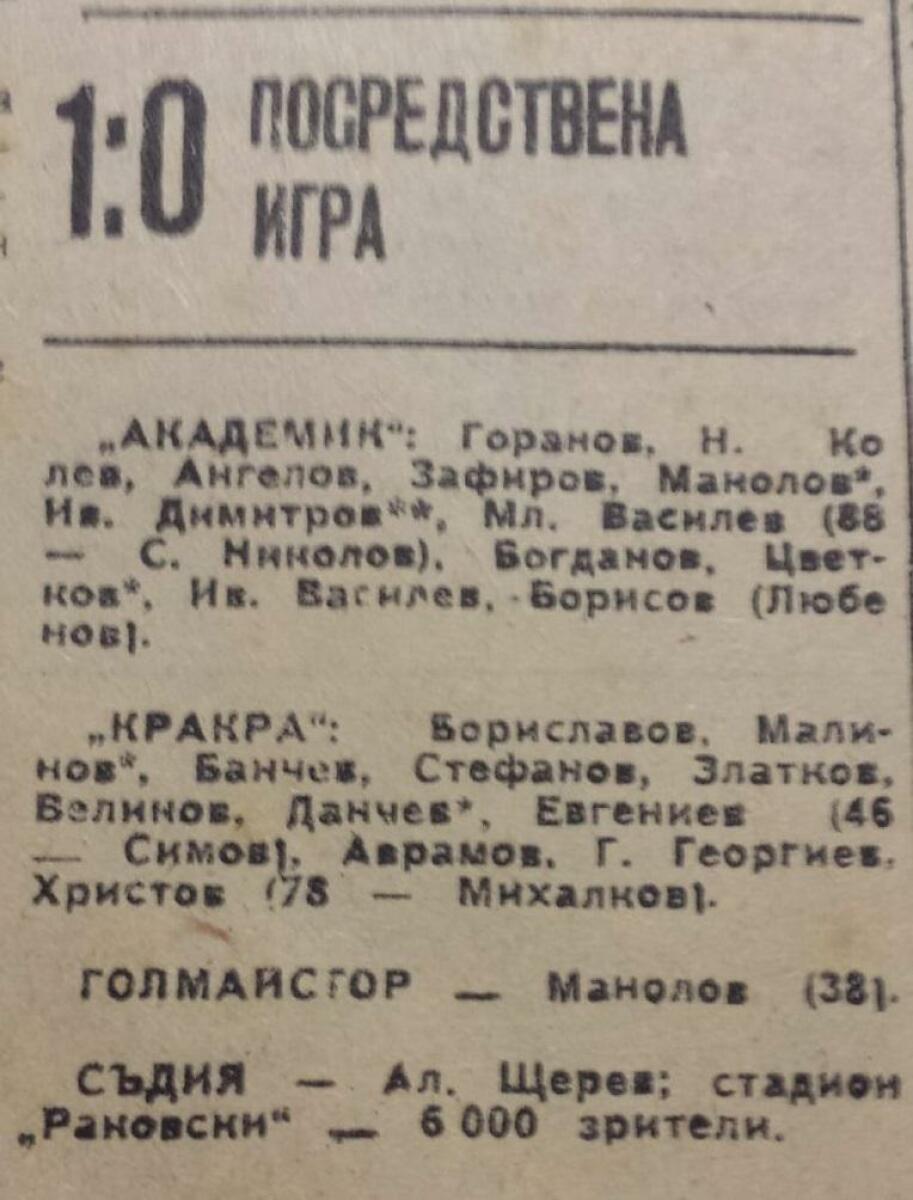 1:0 ПОСРЕДСТВЕНА
ИГРА
„АКАДЕМИК“: Горанов, Н. Ко
лев, Ангелов, Зафиров, Манолов*,
Ив. Димитров**, Мл. Василев (88
— С. Николов), Богданов, Цвет-
ков*, Ив. Василев, Борисов (Любе
нов).
„КРАКРА“: Бориславов, Мали-
нов*, Банчев, Стефанов, Златков,
Велинов, Данчев*, Евгениев (46
— Симов), Аврамов, Г. Георгиев,
Христов (78 — Михалков).
ГОЛМАЙСТОР — Манолов (38).
СЪДИЯ — Ал. Щерев; стадион
„Раковски“ — 6 000 зрители.